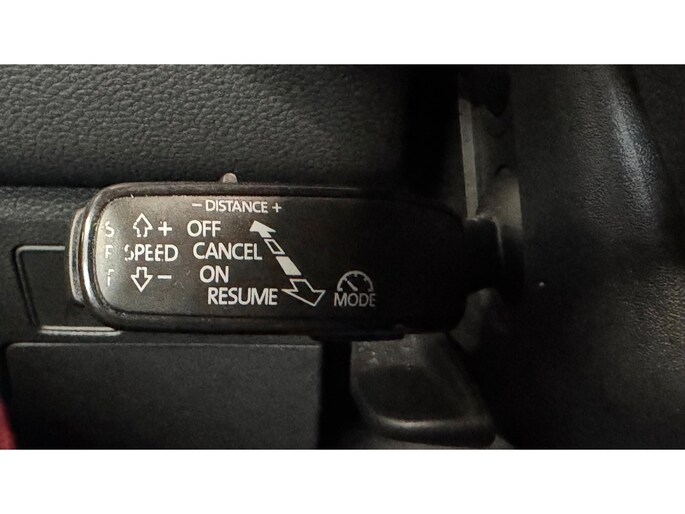 - DISTANCE +
+ OFF
SPEED CANCEL
- ON
RESUME
MODE